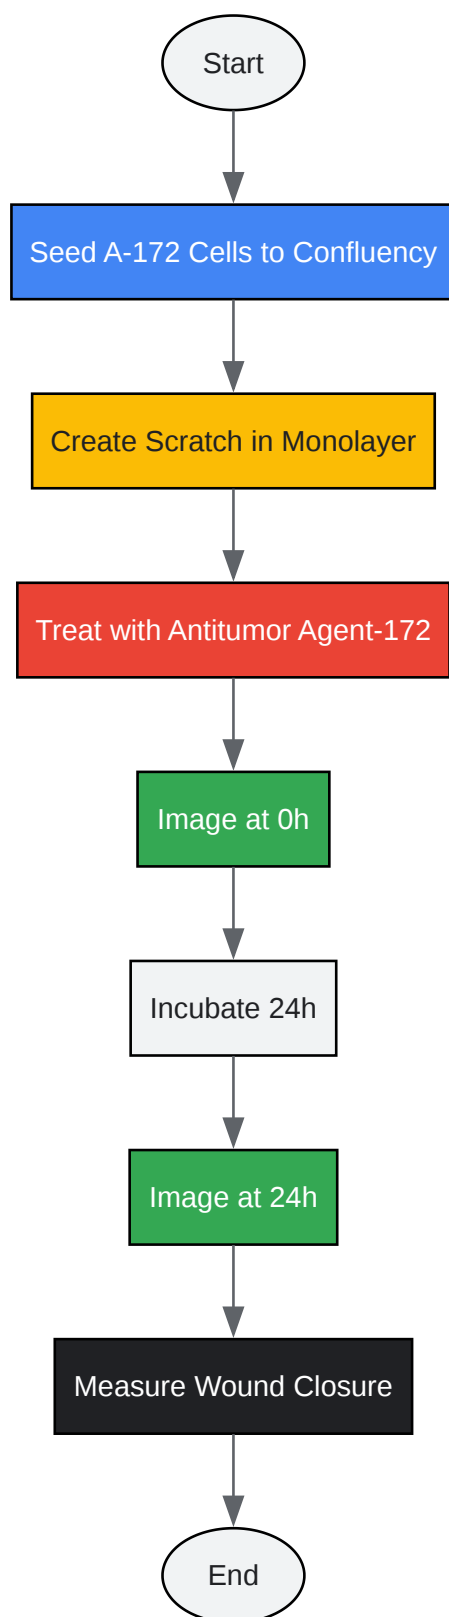 Start
Seed A-172 Cells to Confluency
Create Scratch in Monolayer
Treat with Antitumor Agent-172
Image at 0h
Incubate 24h
Image at 24h
Measure Wound Closure
End